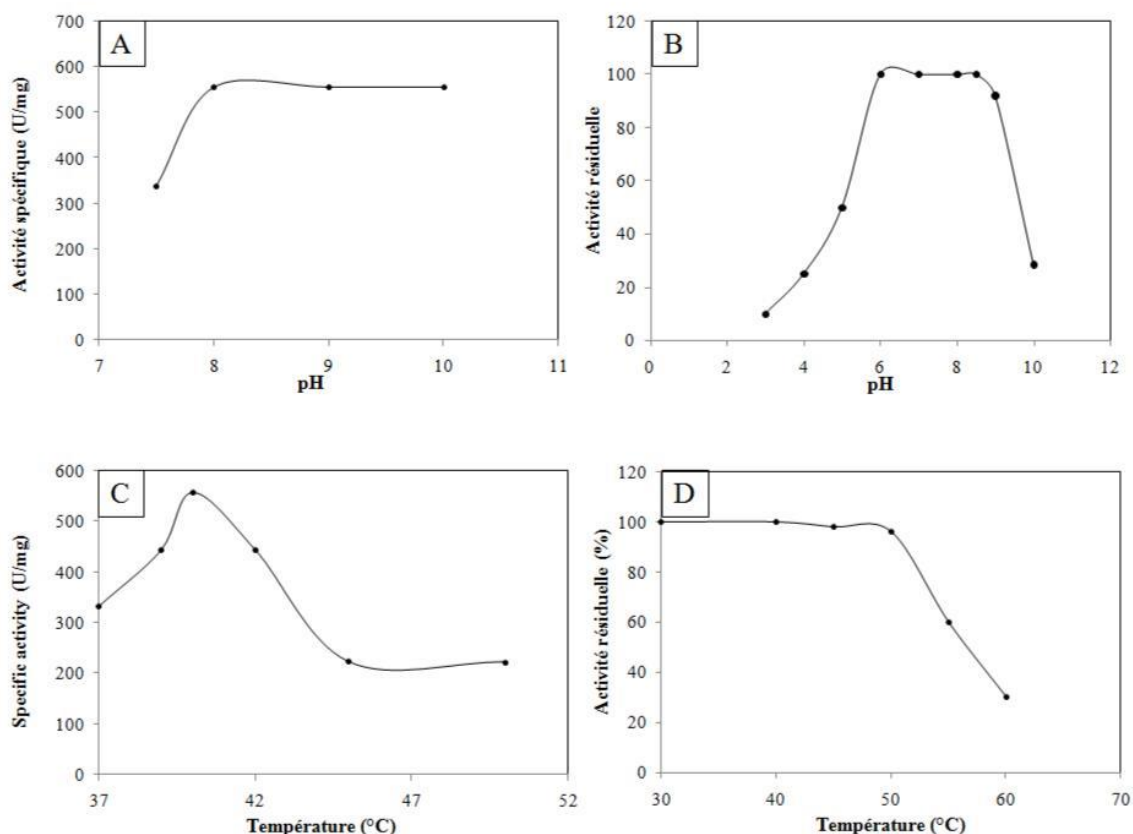 A
Activité spécifique (U/mg)
700
600
500
400
300
200
100
0
7 8 9 10 11
pH
B
Activité résiduelle
120
100
80
60
40
20
0
0 2 4 6 8 10 12
pH
C
Specific activity (U/mg)
600
500
400
300
200
100
0
37 42 47 52
Température (°C)
D
Activité résiduelle (%)
120
100
80
60
40
20
0
30 40 50 60 70
Température (°C)